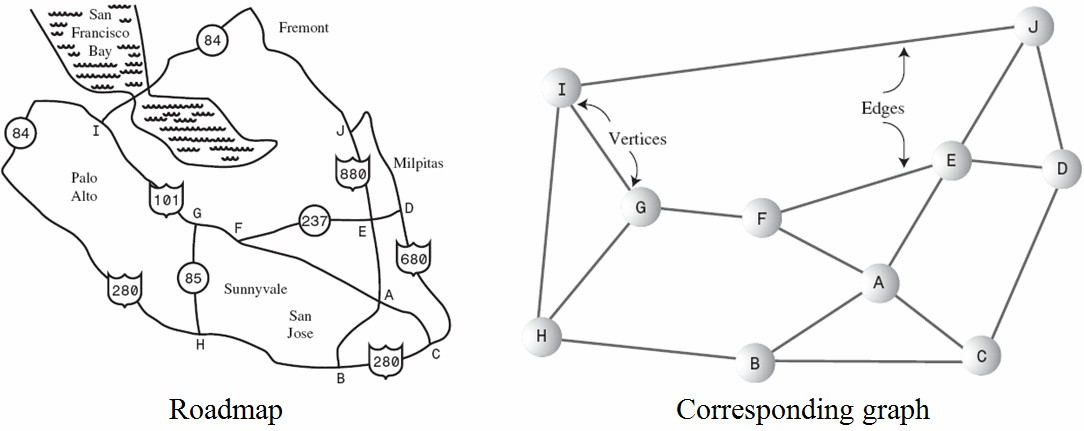 San
Francisco
Bay
84
Fremont
84
I
J
Milpitas
880
Palo
Alto
101
G
F
237
E
D
680
85
280
Sunnyvale
A
San
Jose
H
280
C
B
Roadmap
J
I
Edges
Vertices
E
D
G
F
A
H
B
C
Corresponding graph